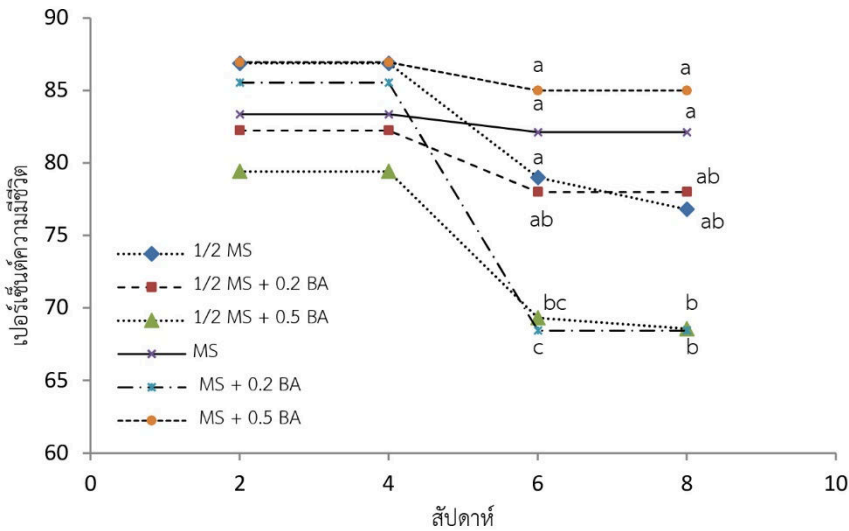 90
85
80
75
70
65
60
เปอร์เซ็นต์ความมีชีวิต
a
a
a
a
a
ab
ab
ab
bc
b
c
b
1/2 MS
1/2 MS + 0.2 BA
1/2 MS + 0.5 BA
MS
MS + 0.2 BA
MS + 0.5 BA
0
2
4
6
8
10
สัปดาห์